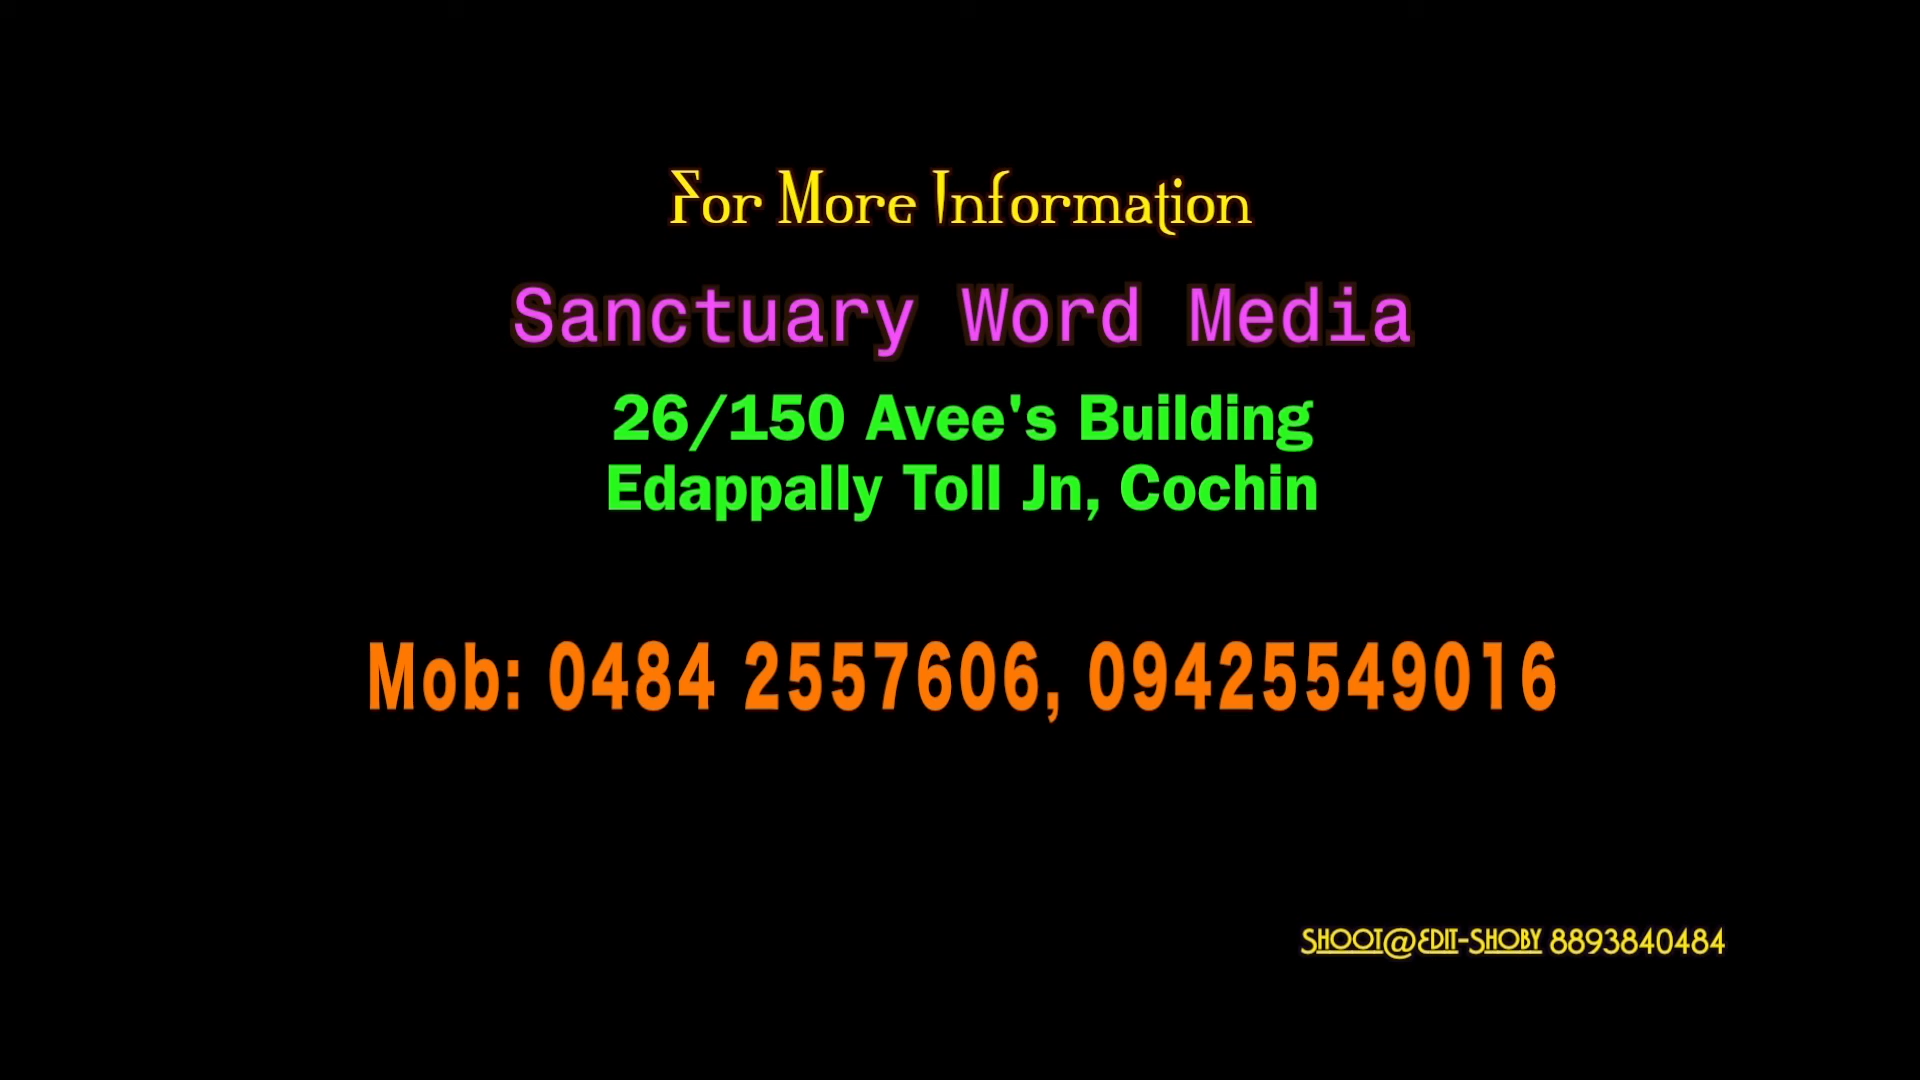 For More Information
Sanctuary Word Media
26/150 Avee's Building
Edappally Toll Jn, Cochin
Mob: 0484 2557606, 09425549016
SHOOT@EDIT-SHOBY 8893840484